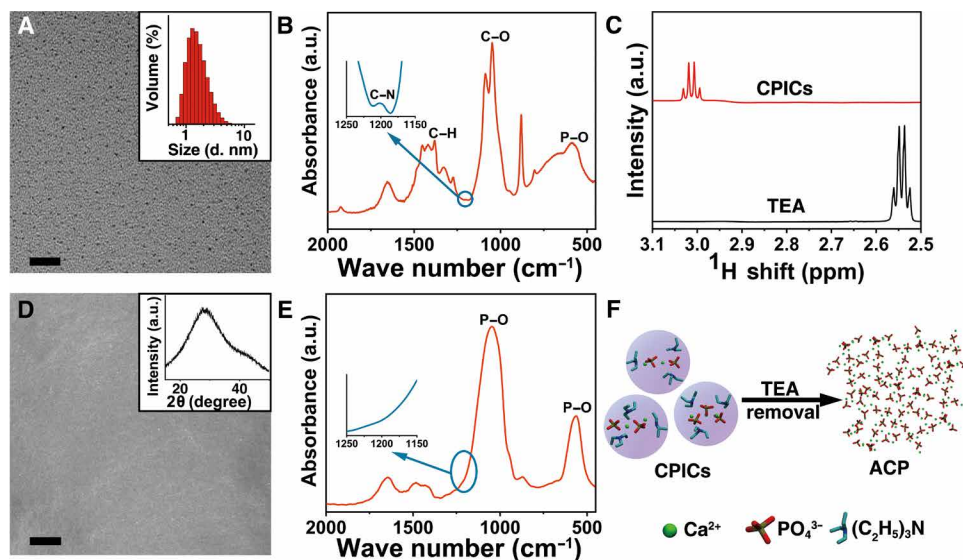 A
Volume (%)
1 10
Size (d. nm)
B
Absorbance (a.u.)
C–N
1250 1200 1150
C–H
C–O
P–O
2000 1500 1000 450
Wave number (cm⁻¹)
C
Intensity (a.u.)
CPICs
TEA
3.1 3.0 2.9 2.8 2.7 2.6 2.5
¹H shift (ppm)
D
Intensity (a.u.)
20 40
2θ (degree)
E
Absorbance (a.u.)
P–O
P–O
1250 1200 1150
2000 1500 1000 450
Wave number (cm⁻¹)
F
TEA
removal
CPICs
ACP
Ca²⁺ PO₄³⁻ (C₂H₅)₃N